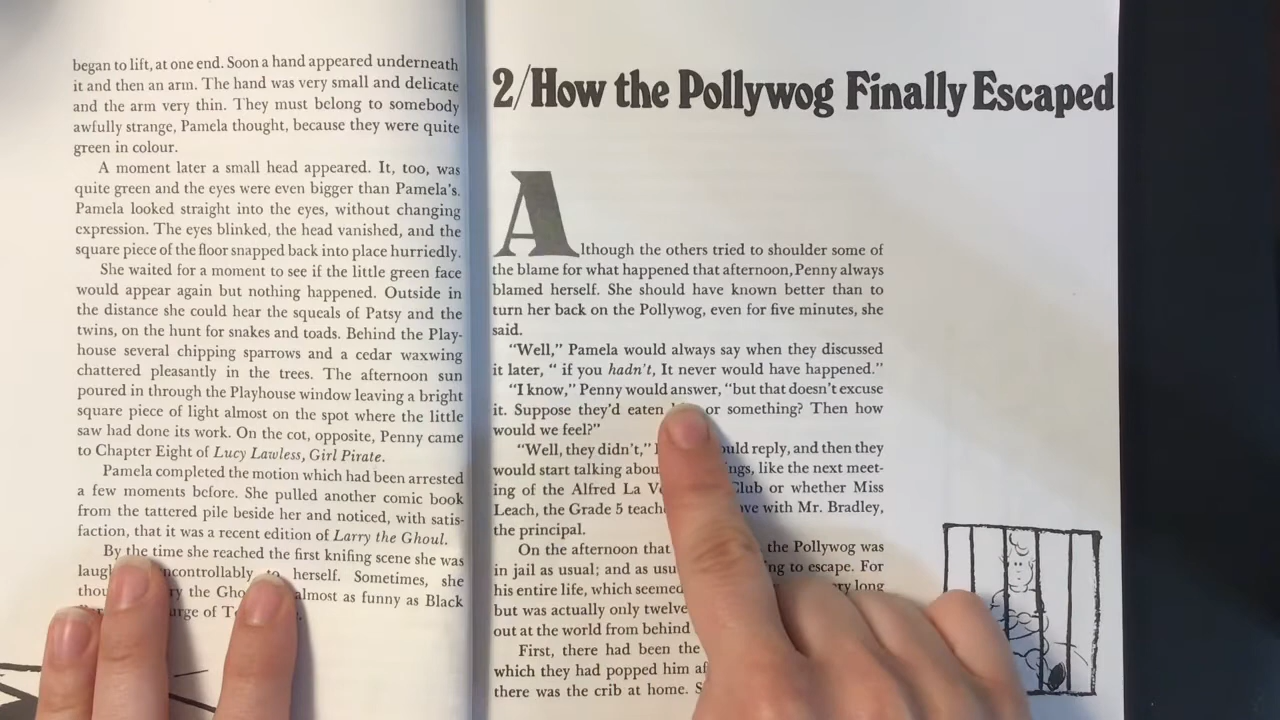 began to lift, at one end. Soon a hand appeared underneath
it and then an arm. The hand was very small and delicate
and the arm very thin. They must belong to somebody
awfully strange, Pamela thought, because they were quite
green in colour.
A moment later a small head appeared. It, too, was
quite green and the eyes were even bigger than Pamela's.
Pamela looked straight into the eyes, without changing
expression. The eyes blinked, the head vanished, and the
square piece of the floor snapped back into place hurriedly.
She waited for a moment to see if the little green face
would appear again but nothing happened. Outside in
the distance she could hear the squeals of Patsy and the
twins, on the hunt for snakes and toads. Behind the Play-
house several chipping sparrows and a cedar waxwing
chattered pleasantly in the trees. The afternoon sun
poured in through the Playhouse window leaving a bright
square piece of light almost on the spot where the little
saw had done its work. On the cot, opposite, Penny came
to Chapter Eight of Lucy Lawless, Girl Pirate.
Pamela completed the motion which had been arrested
a few moments before. She pulled another comic book
from the tattered pile beside her and noticed, with satis-
faction, that it was a recent edition of Larry the Ghoul.
By the time she reached the first knifing scene she was
to herself. Sometimes, she
the almost as funny as Black
of
2/How the Pollywog Finally Escaped
Although the others tried to shoulder some of
the blame for what happened that afternoon, Penny always
blamed herself. She should have known better than to
turn her back on the Pollywog, even for five minutes, she
said.
"Well," Pamela would always say when they discussed
it later, " if you hadn't, It never would have happened."
"I know," Penny would answer, "but that doesn't excuse
it. Suppose they'd eaten or something? Then how
would we feel?"
"Well, they didn't," would reply, and then they
would start talking like the next meet-
ing of the Alfred La Club or whether Miss
Leach, the Grade 5 with Mr. Bradley,
the principal.
On the afternoon that the Pollywog was
in jail as usual; and as to escape. For
his entire life, which seemed long
but was actually only twelve
out at the world from behind
First, there had been the
which they had popped him
there was the crib at home.